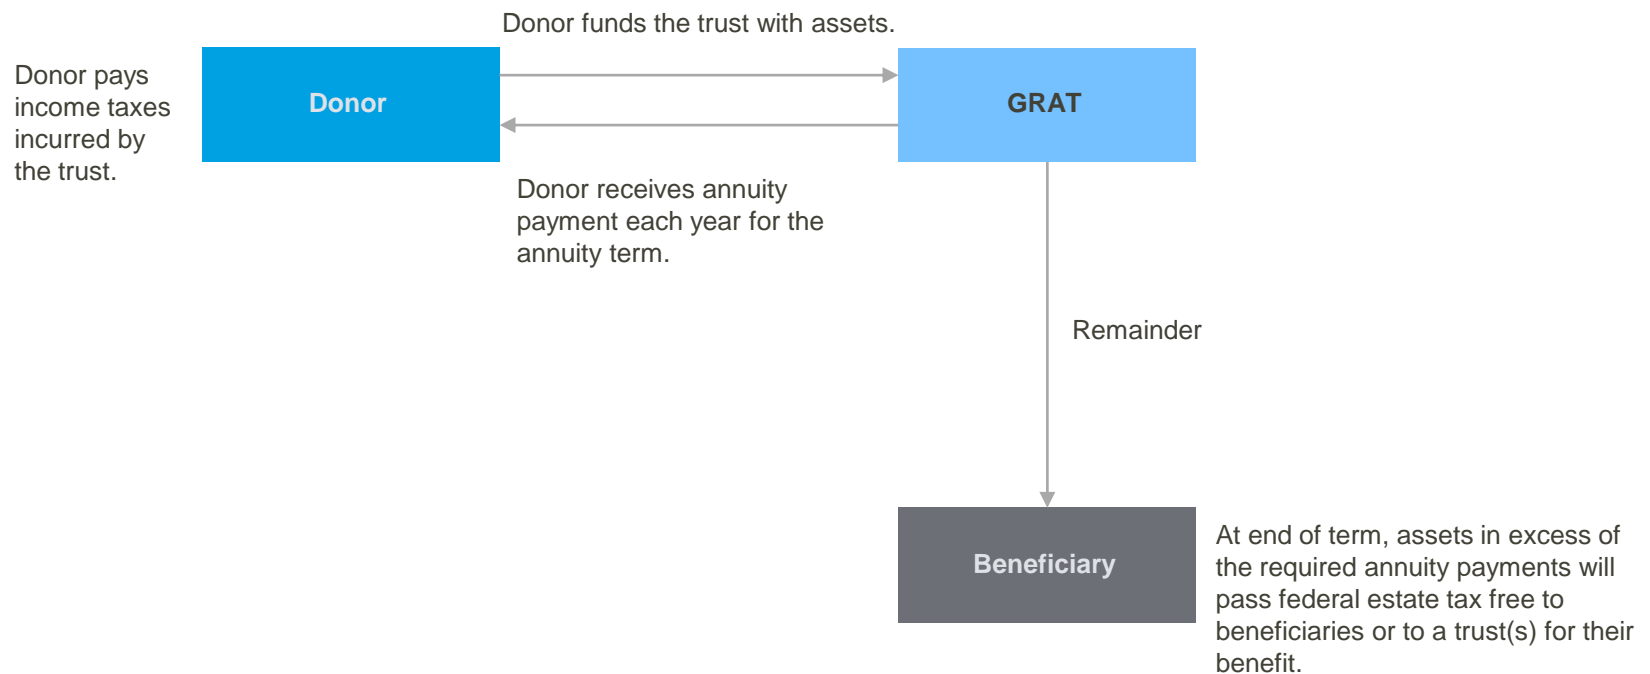 Donor funds the trust with assets.
Donor pays
income taxes
incurred by
the trust.
Donor
GRAT
Donor receives annuity
payment each year for the
annuity term.
Remainder
Beneficiary
At end of term, assets in excess of
the required annuity payments will
pass federal estate tax free to
beneficiaries or to a trust(s) for their
benefit.